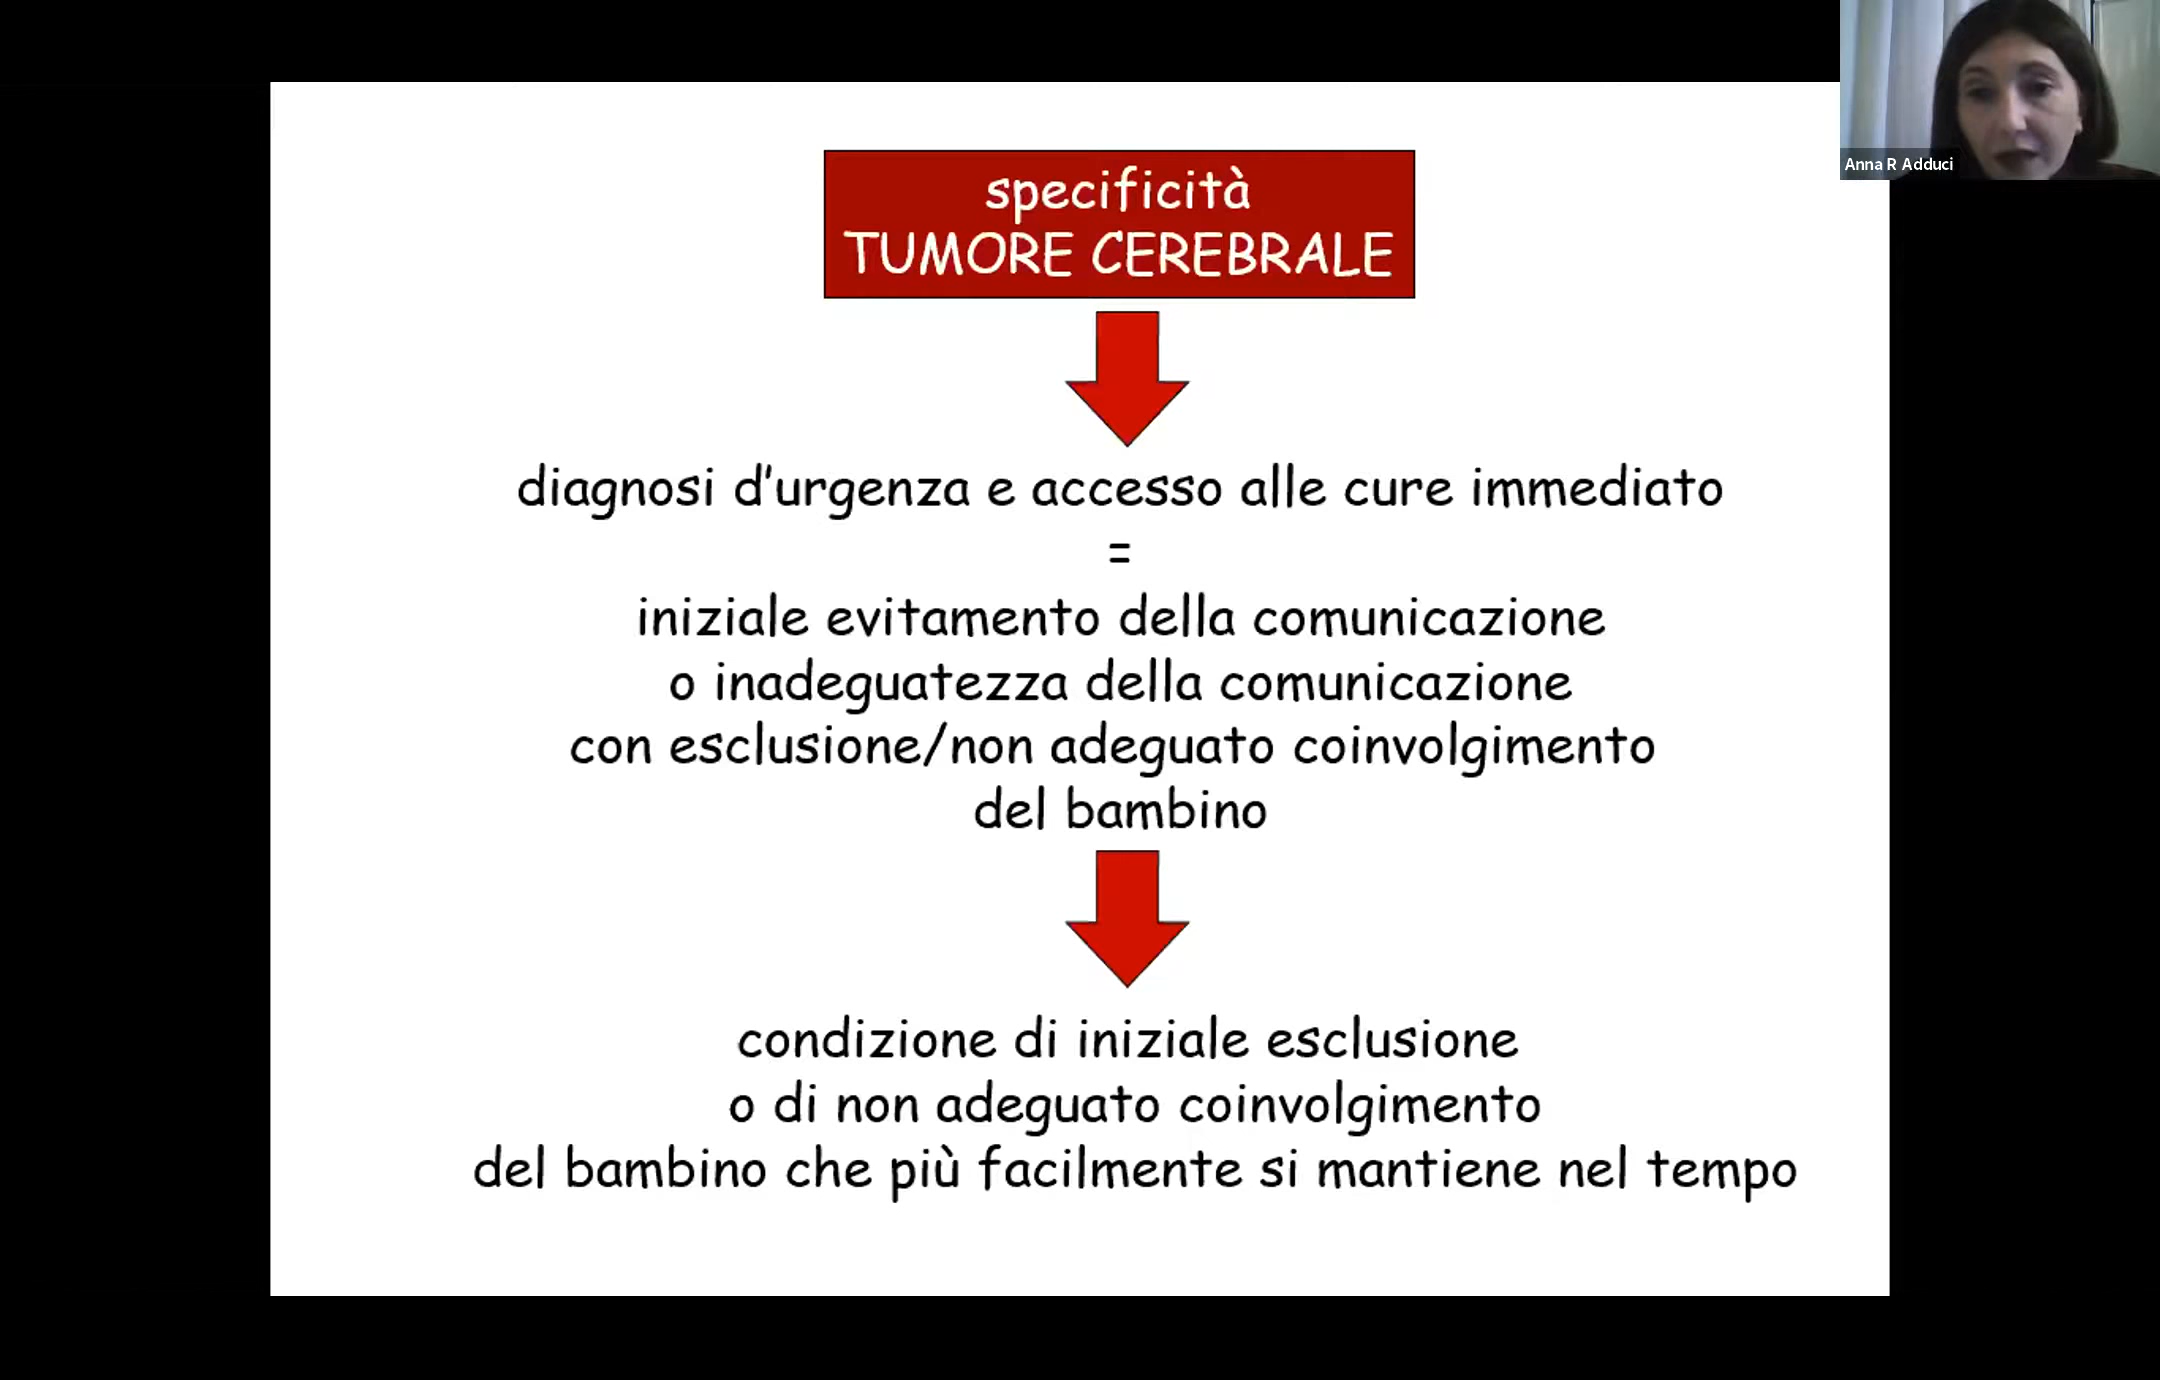 specificità
TUMORE CEREBRALE
diagnosi d'urgenza e accesso alle cure immediato
=
iniziale evitamento della comunicazione
o inadeguatezza della comunicazione
con esclusione/non adeguato coinvolgimento
del bambino
condizione di iniziale esclusione
o di non adeguato coinvolgimento
del bambino che più facilmente si mantiene nel tempo
Anna R Adduci